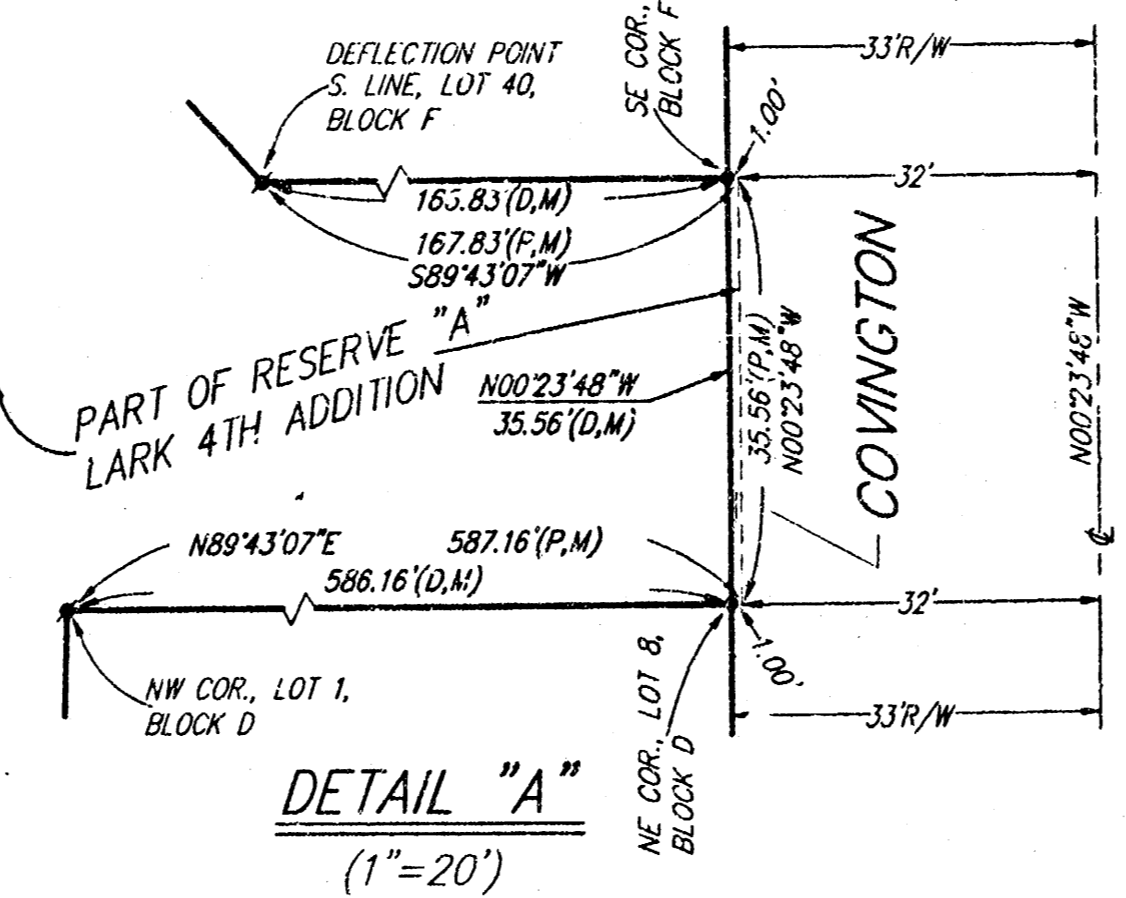 DEFLECTION POINT
S. LINE, LOT 40,
BLOCK F
SE COR.,
BLOCK F
33'R/W
1.00'
32'
167.83'(P,M)
S89°43'07"W
PART OF RESERVE "A"
LARK 4TH ADDITION
N00°23'48"W
35.56'(D,M)
35.56'(P,M)
N00°23'48"W
COVINGTON
N00°23'48"W
℄
N89°43'07"E
587.16'(P,M)
586.16'(D,M)
32'
1.00'
NW COR., LOT 1,
BLOCK D
NE COR., LOT 8,
BLOCK D
33'R/W
DETAIL "A"
(1"=20')